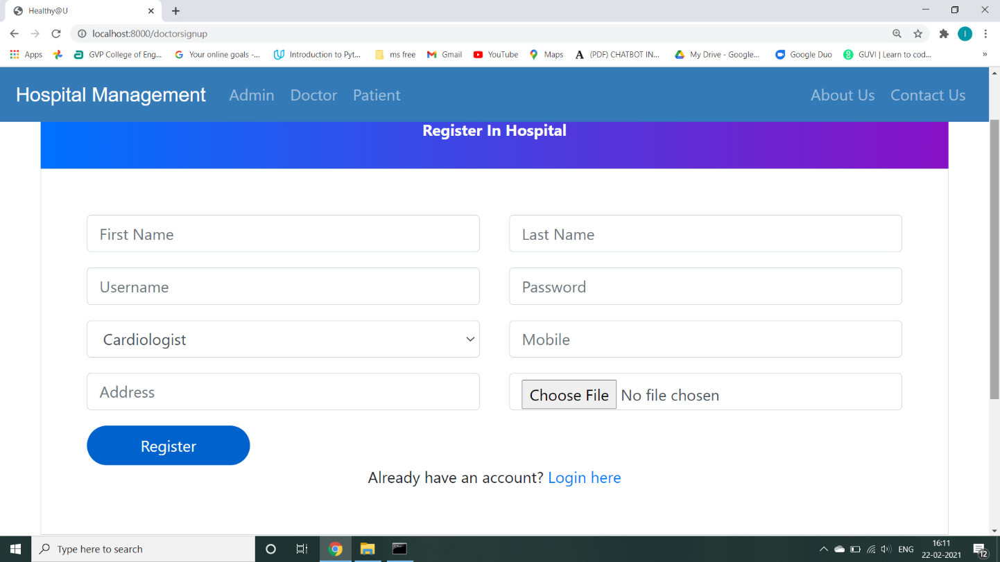 Healthy@U
localhost:8000/doctorsignup
Apps GVP College of Eng... Your online goals -... Introduction to Pyt... ms free Gmail YouTube Maps (PDF) CHATBOT IN... My Drive - Google... Google Duo GUVI | Learn to cod... »
Hospital Management Admin Doctor Patient About Us Contact Us
Register In Hospital
First Name Last Name
Username Password
Cardiologist Mobile
Address Choose File No file chosen
Register
Already have an account? Login here
Type here to search ENG 16:11
22-02-2021 12